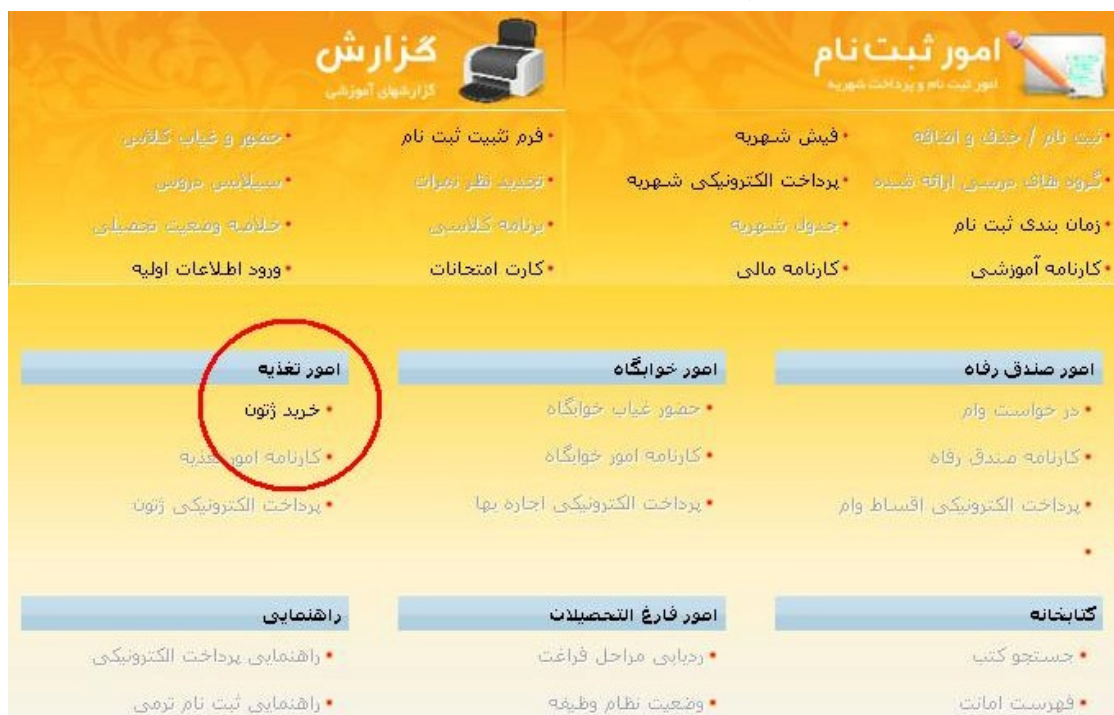 امور ثبت نام
امور ثبت نام و پرداخت شهریه
ثبت نام / حذف و اضافه
گروه های درسی ارائه شده
زمان بندی ثبت نام
کارنامه آموزشی
فیش شهریه
پرداخت الکترونیکی شهریه
جدول شهریه
کارنامه مالی
گزارش
گزارشهای آموزشی
فرم تثبیت ثبت نام
تجدید نظر نمرات
برنامه کلاسی
کارت امتحانات
حضور و غیاب کلاس
سیلابس دروس
خلاصه وضعیت تحصیلی
ورود اطلاعات اولیه
امور صندق رفاه
در خواست وام
کارنامه صندق رفاه
پرداخت الکترونیکی اقساط وام
امور خوابگاه
حضور غیاب خوابگاه
کارنامه امور خوابگاه
پرداخت الکترونیکی اجاره بها
امور تغذیه
خرید ژتون
کارنامه امور تغذیه
پرداخت الکترونیکی ژتون
کتابخانه
جستجو کتب
فهرست امانت
امور فارغ التحصیلات
ردیابی مراحل فراغت
وضعیت نظام وظیفه
راهنمایی
راهنمایی پرداخت الکترونیکی
راهنمایی ثبت نام ترمی